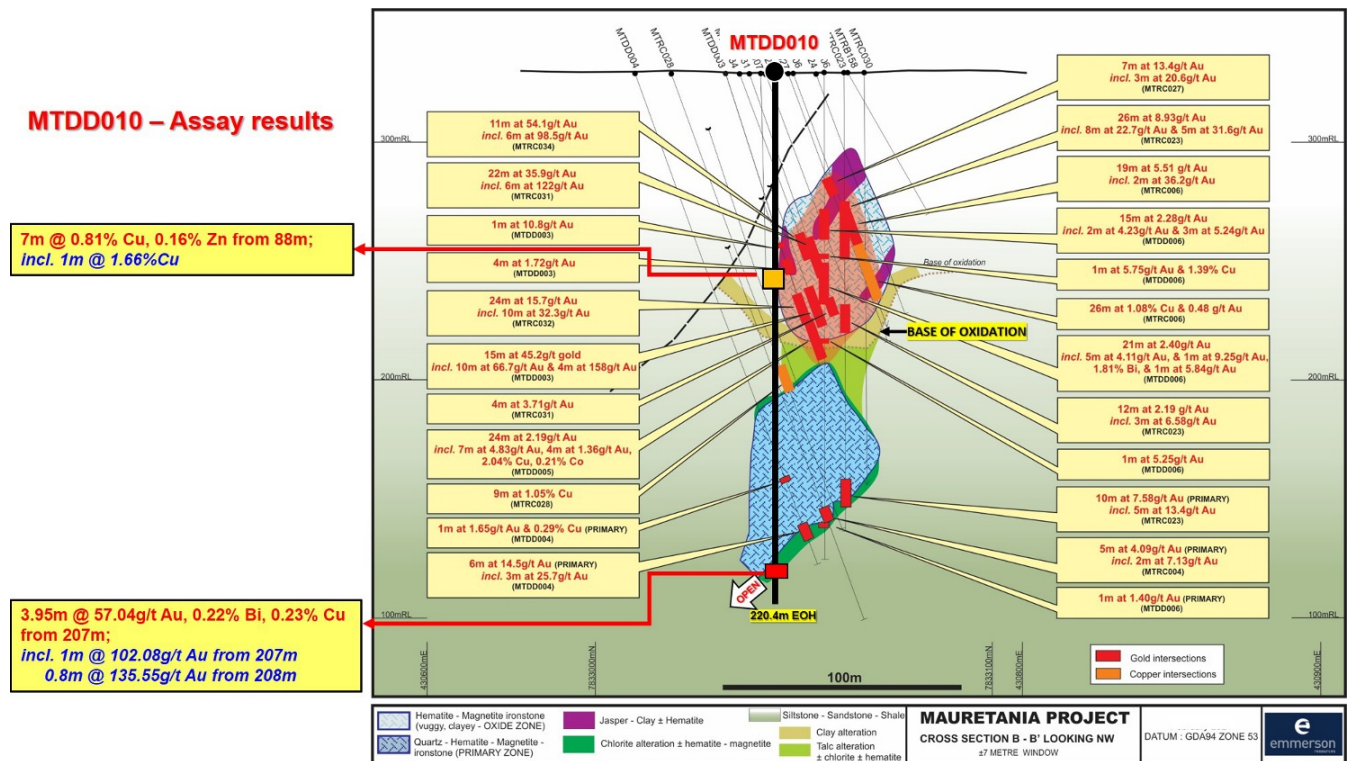 MTDD010 – Assay results
7m @ 0.81% Cu, 0.16% Zn from 88m;
incl. 1m @ 1.66%Cu
3.95m @ 57.04g/t Au, 0.22% Bi, 0.23% Cu
from 207m;
incl. 1m @ 102.08g/t Au from 207m
0.8m @ 135.55g/t Au from 208m
MTDD004
MTRC028
MTDD003
34
31
07
MTDD010
27
06
24
06
MTRC023
MTRB158
MTRC030
300mRL
300mRL
200mRL
200mRL
100mRL
100mRL
11m at 54.1g/t Au
incl. 6m at 98.5g/t Au
(MTRC034)
22m at 35.9g/t Au
incl. 6m at 122g/t Au
(MTRC031)
1m at 10.8g/t Au
(MTDD003)
4m at 1.72g/t Au
(MTDD003)
24m at 15.7g/t Au
incl. 10m at 32.3g/t Au
(MTRC032)
15m at 45.2g/t gold
incl. 10m at 66.7g/t Au & 4m at 158g/t Au
(MTDD003)
4m at 3.71g/t Au
(MTRC031)
24m at 2.19g/t Au
incl. 7m at 4.83g/t Au, 4m at 1.36g/t Au,
2.04% Cu, 0.21% Co
(MTDD005)
9m at 1.05% Cu
(MTRC028)
1m at 1.65g/t Au & 0.29% Cu (PRIMARY)
(MTDD004)
6m at 14.5g/t Au (PRIMARY)
incl. 3m at 25.7g/t Au
(MTDD004)
7m at 13.4g/t Au
incl. 3m at 20.6g/t Au
(MTRC027)
26m at 8.93g/t Au
incl. 8m at 22.7g/t Au & 5m at 31.6g/t Au
(MTRC023)
19m at 5.51 g/t Au
incl. 2m at 36.2g/t Au
(MTRC006)
15m at 2.28g/t Au
incl. 2m at 4.23g/t Au & 3m at 5.24g/t Au
(MTDD006)
1m at 5.75g/t Au & 1.39% Cu
(MTDD006)
26m at 1.08% Cu & 0.48 g/t Au
(MTRC006)
21m at 2.40g/t Au
incl. 5m at 4.11g/t Au, & 1m at 9.25g/t Au,
1.81% Bi, & 1m at 5.84g/t Au
(MTDD006)
12m at 2.19 g/t Au
incl. 3m at 6.58g/t Au
(MTRC023)
1m at 5.25g/t Au
(MTDD006)
10m at 7.58g/t Au (PRIMARY)
incl. 5m at 13.4g/t Au
(MTRC023)
5m at 4.09g/t Au (PRIMARY)
incl. 2m at 7.13g/t Au
(MTRC004)
1m at 1.40g/t Au (PRIMARY)
(MTDD006)
Base of oxidation
BASE OF OXIDATION
OPEN
220.4m EOH
430600mE
7833000mN
100m
7833100mN
430800mE
430900mE
Gold intersections
Copper intersections
Hematite - Magnetite ironstone
(vuggy, clayey - OXIDE ZONE)
Quartz - Hematite - Magnetite -
ironstone (PRIMARY ZONE)
Jasper - Clay ± Hematite
Chlorite alteration ± hematite - magnetite
Siltstone - Sandstone - Shale
Clay alteration
Talc alteration
± chlorite ± hematite
MAURETANIA PROJECT
CROSS SECTION B - B' LOOKING NW
±7 METRE WINDOW
DATUM : GDA94 ZONE 53
e
emmerson